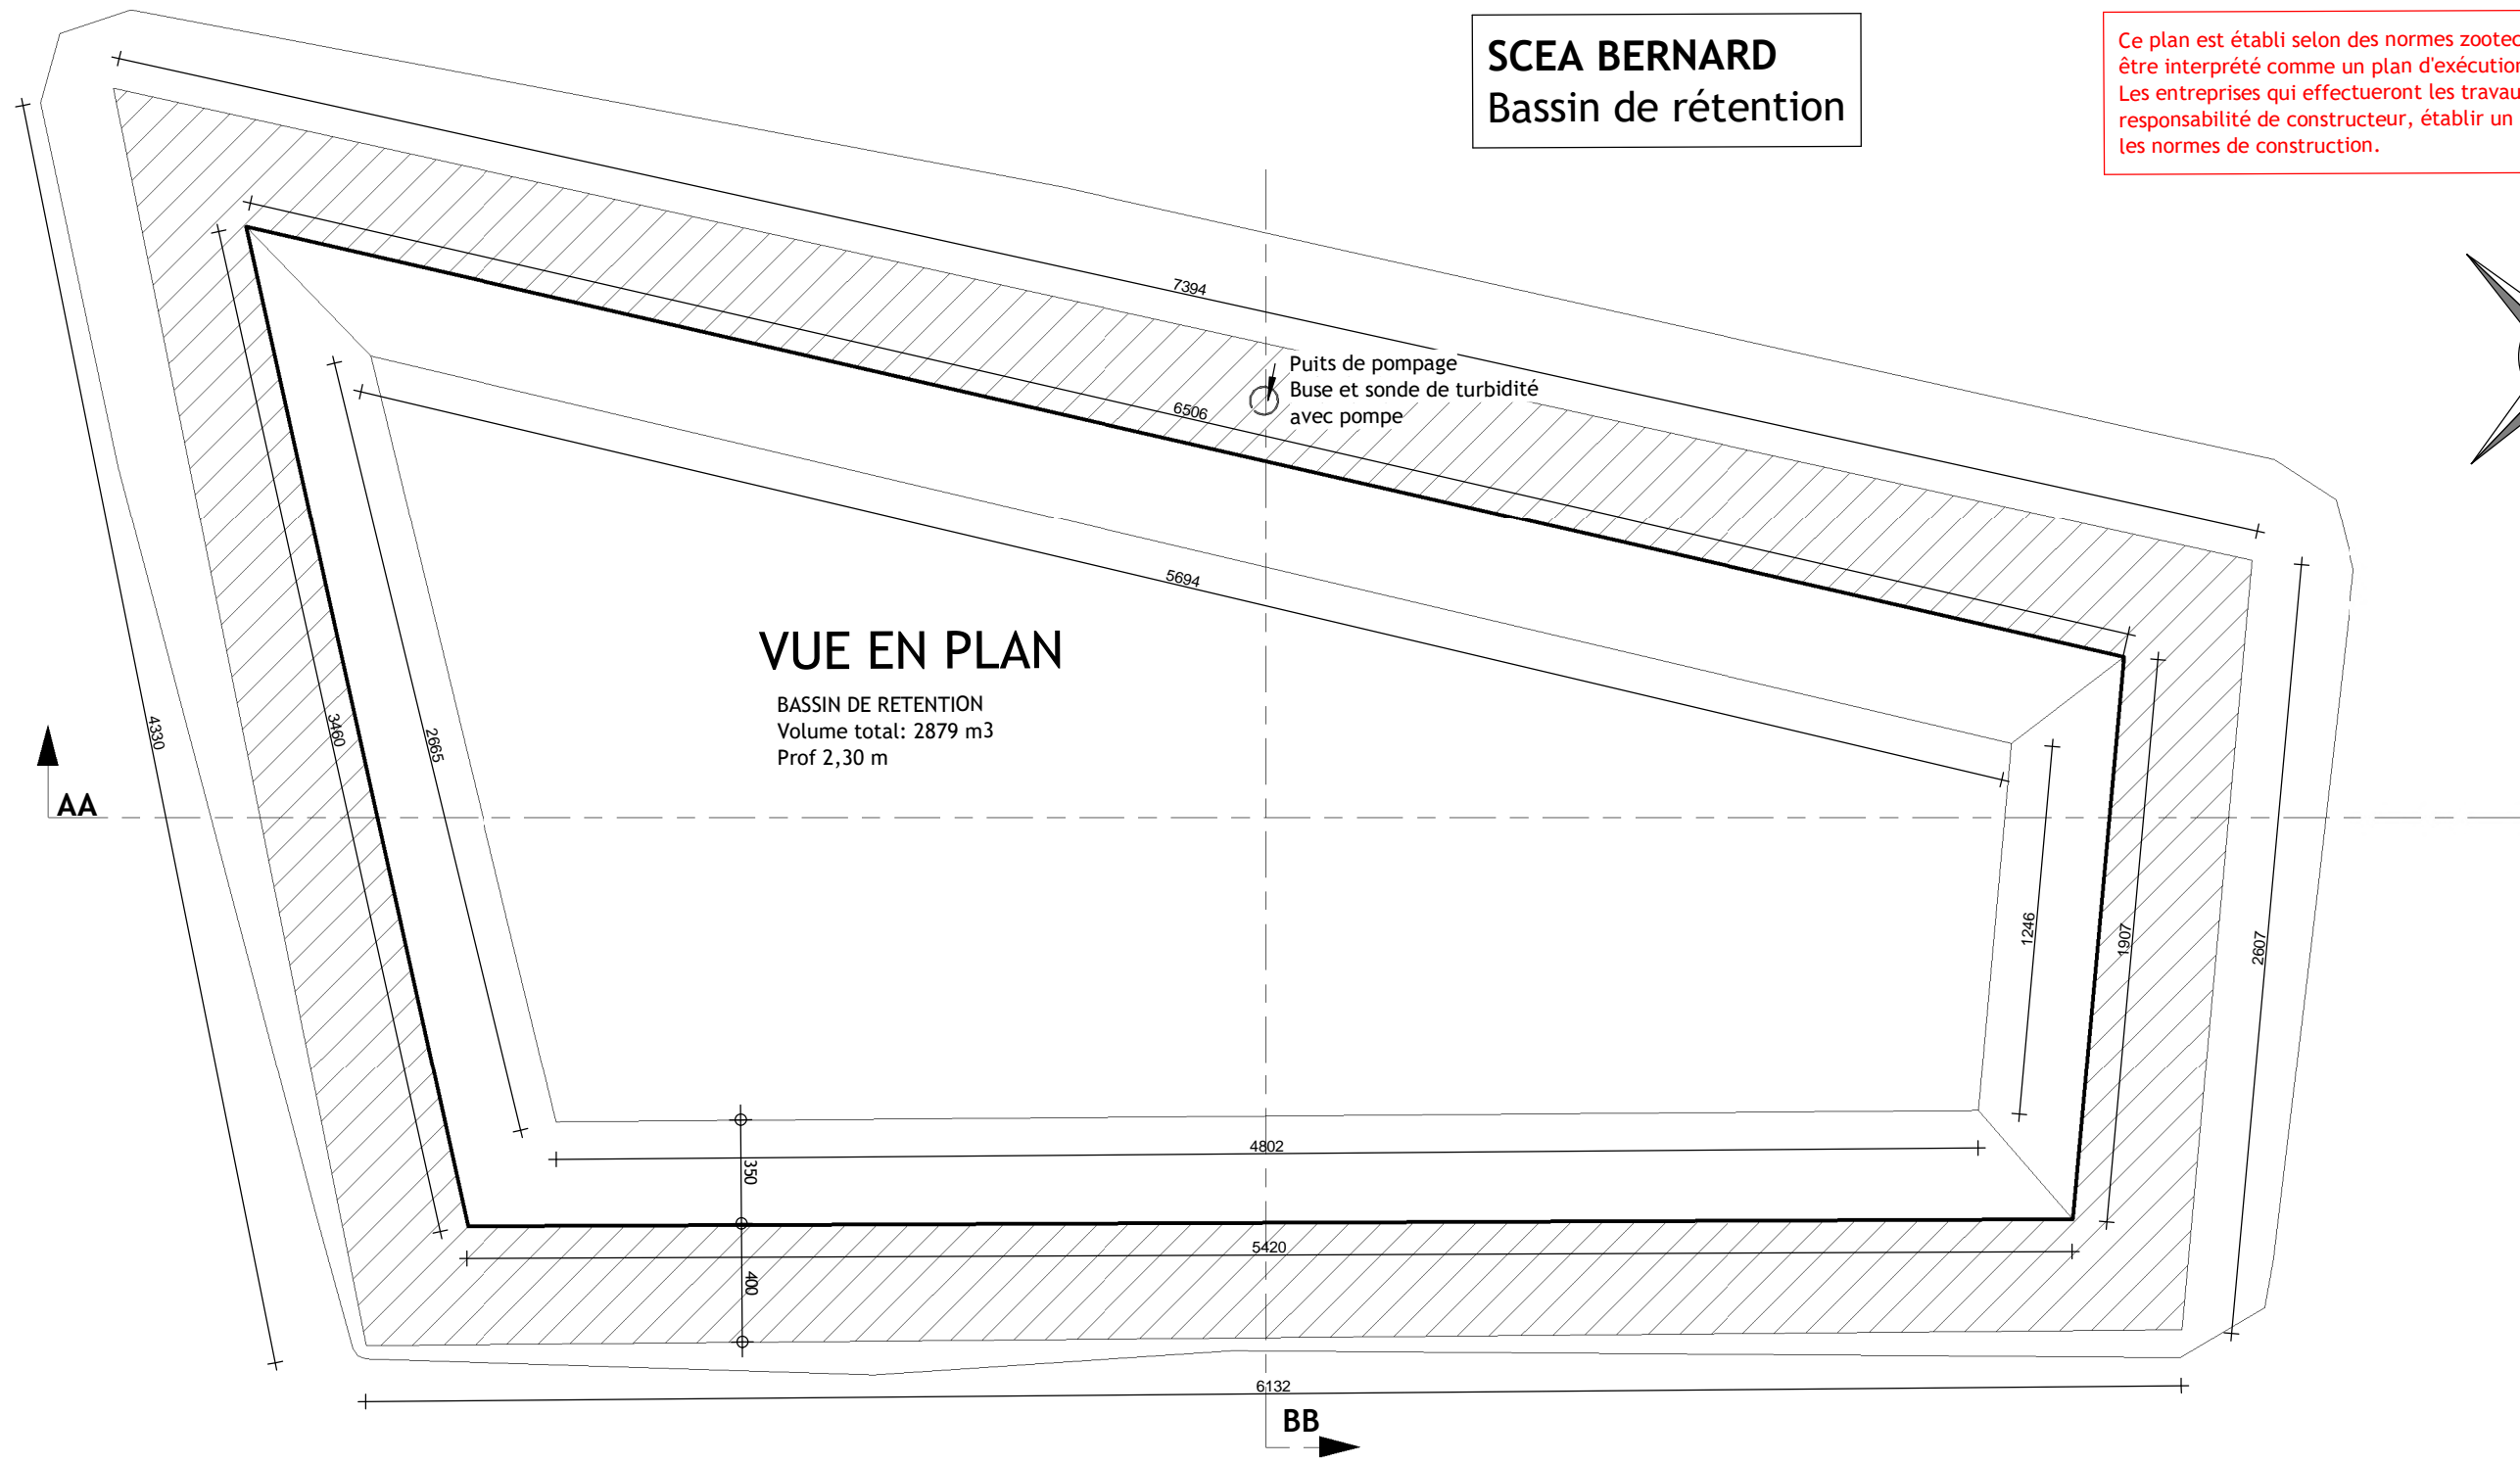 SCEA BERNARD
Bassin de rétention
Ce plan est établi selon des normes zootec
être interprété comme un plan d'exécution
Les entreprises qui effectueront les travau
responsabilité de constructeur, établir un
les normes de construction.
7394
Puits de pompage
Buse et sonde de turbidité
avec pompe
6506
5694
VUE EN PLAN
BASSIN DE RETENTION
Volume total: 2879 m3
Prof 2,30 m
4330
3460
2665
AA
1246
1907
2607
4802
350
5420
400
6132
BB